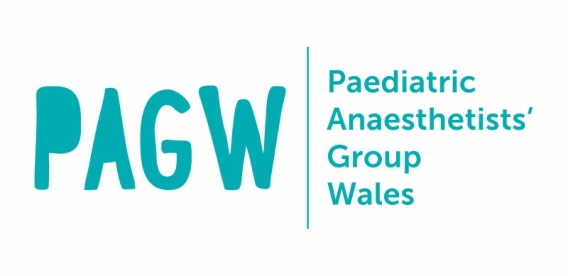 PAGW
Paediatric
Anaesthetists’
Group
Wales